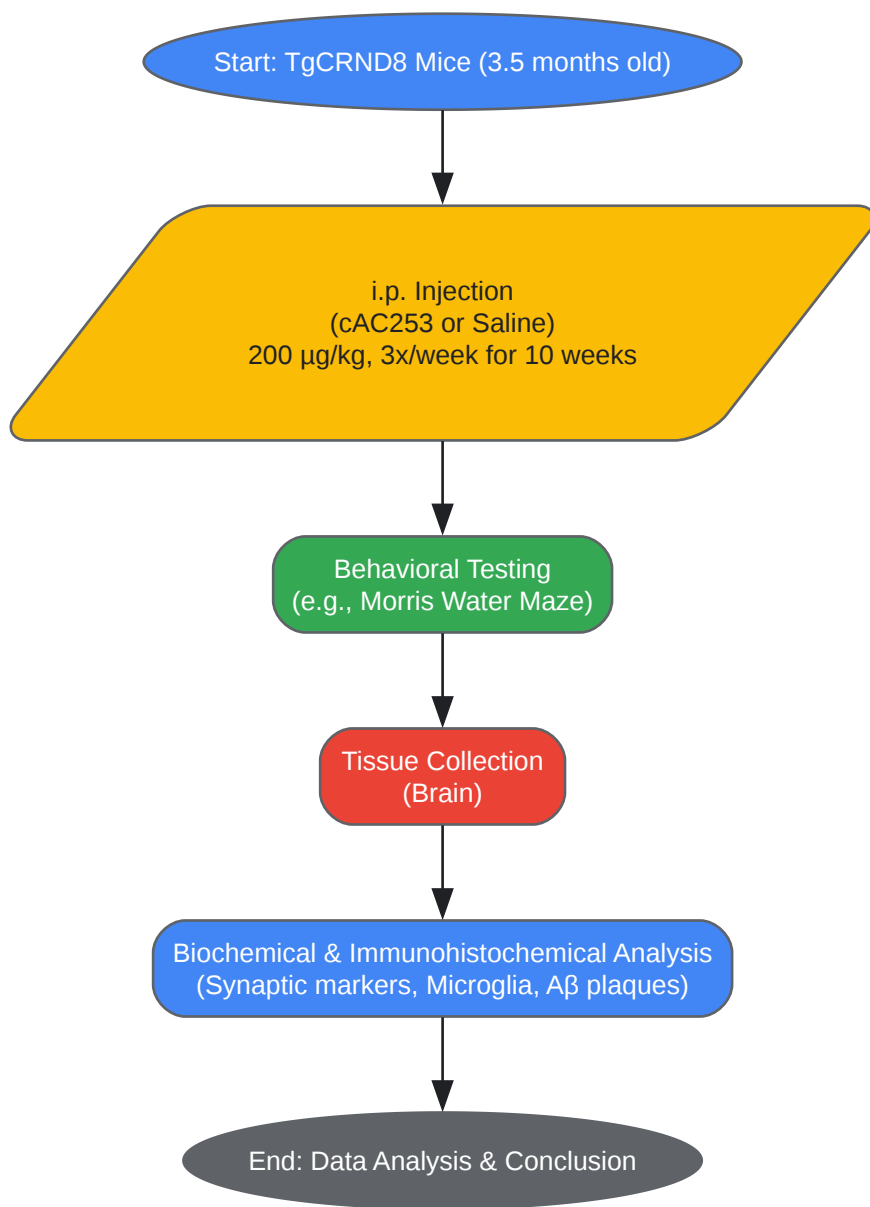 Start: TgCRND8 Mice (3.5 months old)
i.p. Injection
(cAC253 or Saline)
200 µg/kg, 3x/week for 10 weeks
Behavioral Testing
(e.g., Morris Water Maze)
Tissue Collection
(Brain)
Biochemical & Immunohistochemical Analysis
(Synaptic markers, Microglia, Aβ plaques)
End: Data Analysis & Conclusion